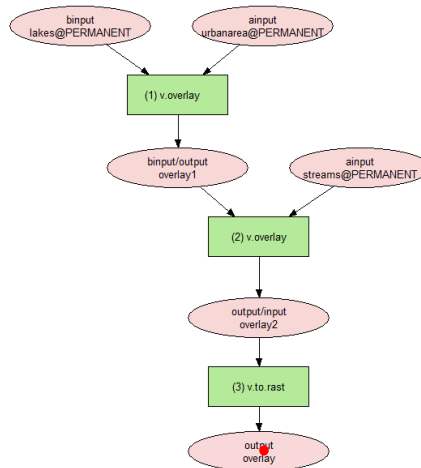 binput
lakes@PERMANENT
ainput
urbanarea@PERMANENT
(1) v.overlay
binput/output
overlay1
ainput
streams@PERMANENT
(2) v.overlay
output/input
overlay2
(3) v.to.rast
output
overlay